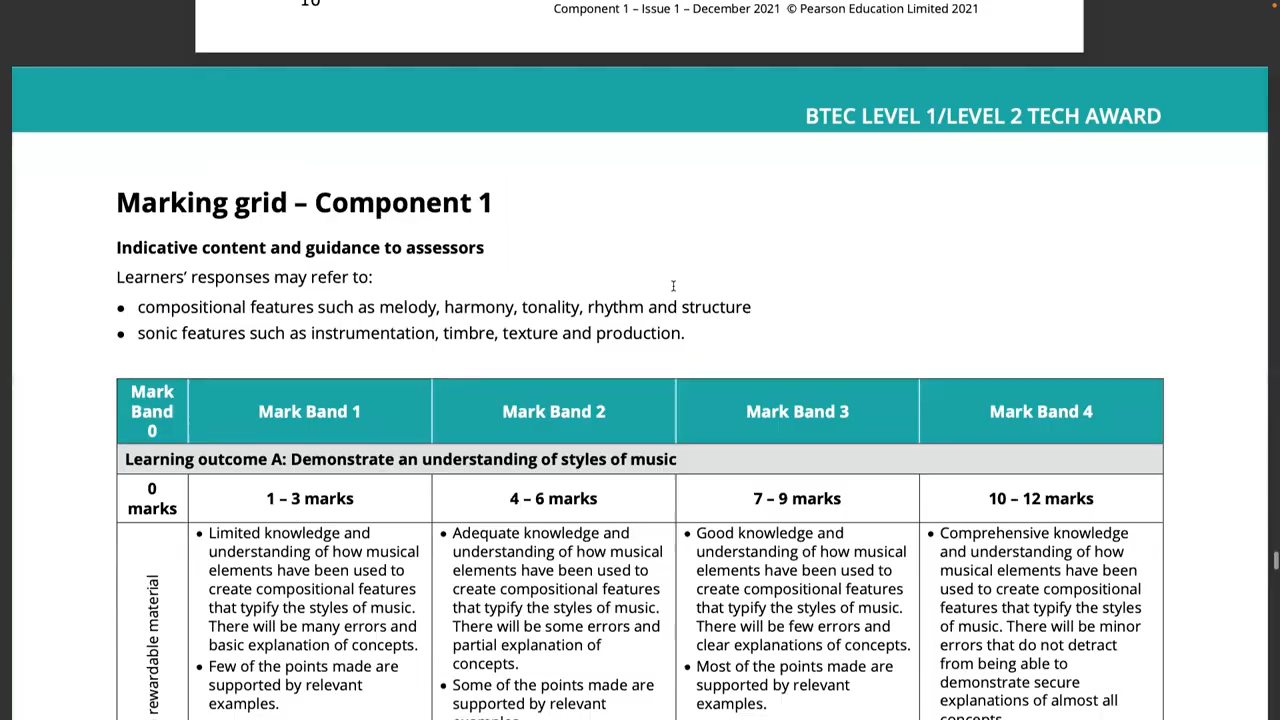 Component 1 – Issue 1 – December 2021 © Pearson Education Limited 2021
BTEC LEVEL 1/LEVEL 2 TECH AWARD
Marking grid – Component 1
Indicative content and guidance to assessors
Learners’ responses may refer to:
• compositional features such as melody, harmony, tonality, rhythm and structure
• sonic features such as instrumentation, timbre, texture and production.
Mark
Band
0
Mark Band 1
Mark Band 2
Mark Band 3
Mark Band 4
Learning outcome A: Demonstrate an understanding of styles of music
0
marks
1 – 3 marks
4 – 6 marks
7 – 9 marks
10 – 12 marks
rewardable material
• Limited knowledge and
understanding of how musical
elements have been used to
create compositional features
that typify the styles of music.
There will be many errors and
basic explanation of concepts.
• Few of the points made are
supported by relevant
examples.
• Adequate knowledge and
understanding of how musical
elements have been used to
create compositional features
that typify the styles of music.
There will be some errors and
partial explanation of
concepts.
• Some of the points made are
supported by relevant
• Good knowledge and
understanding of how musical
elements have been used to
create compositional features
that typify the styles of music.
There will be few errors and
clear explanations of concepts.
• Most of the points made are
supported by relevant
examples.
• Comprehensive knowledge
and understanding of how
musical elements have been
used to create compositional
features that typify the styles
of music. There will be minor
errors that do not detract
from being able to
demonstrate secure
explanations of almost all